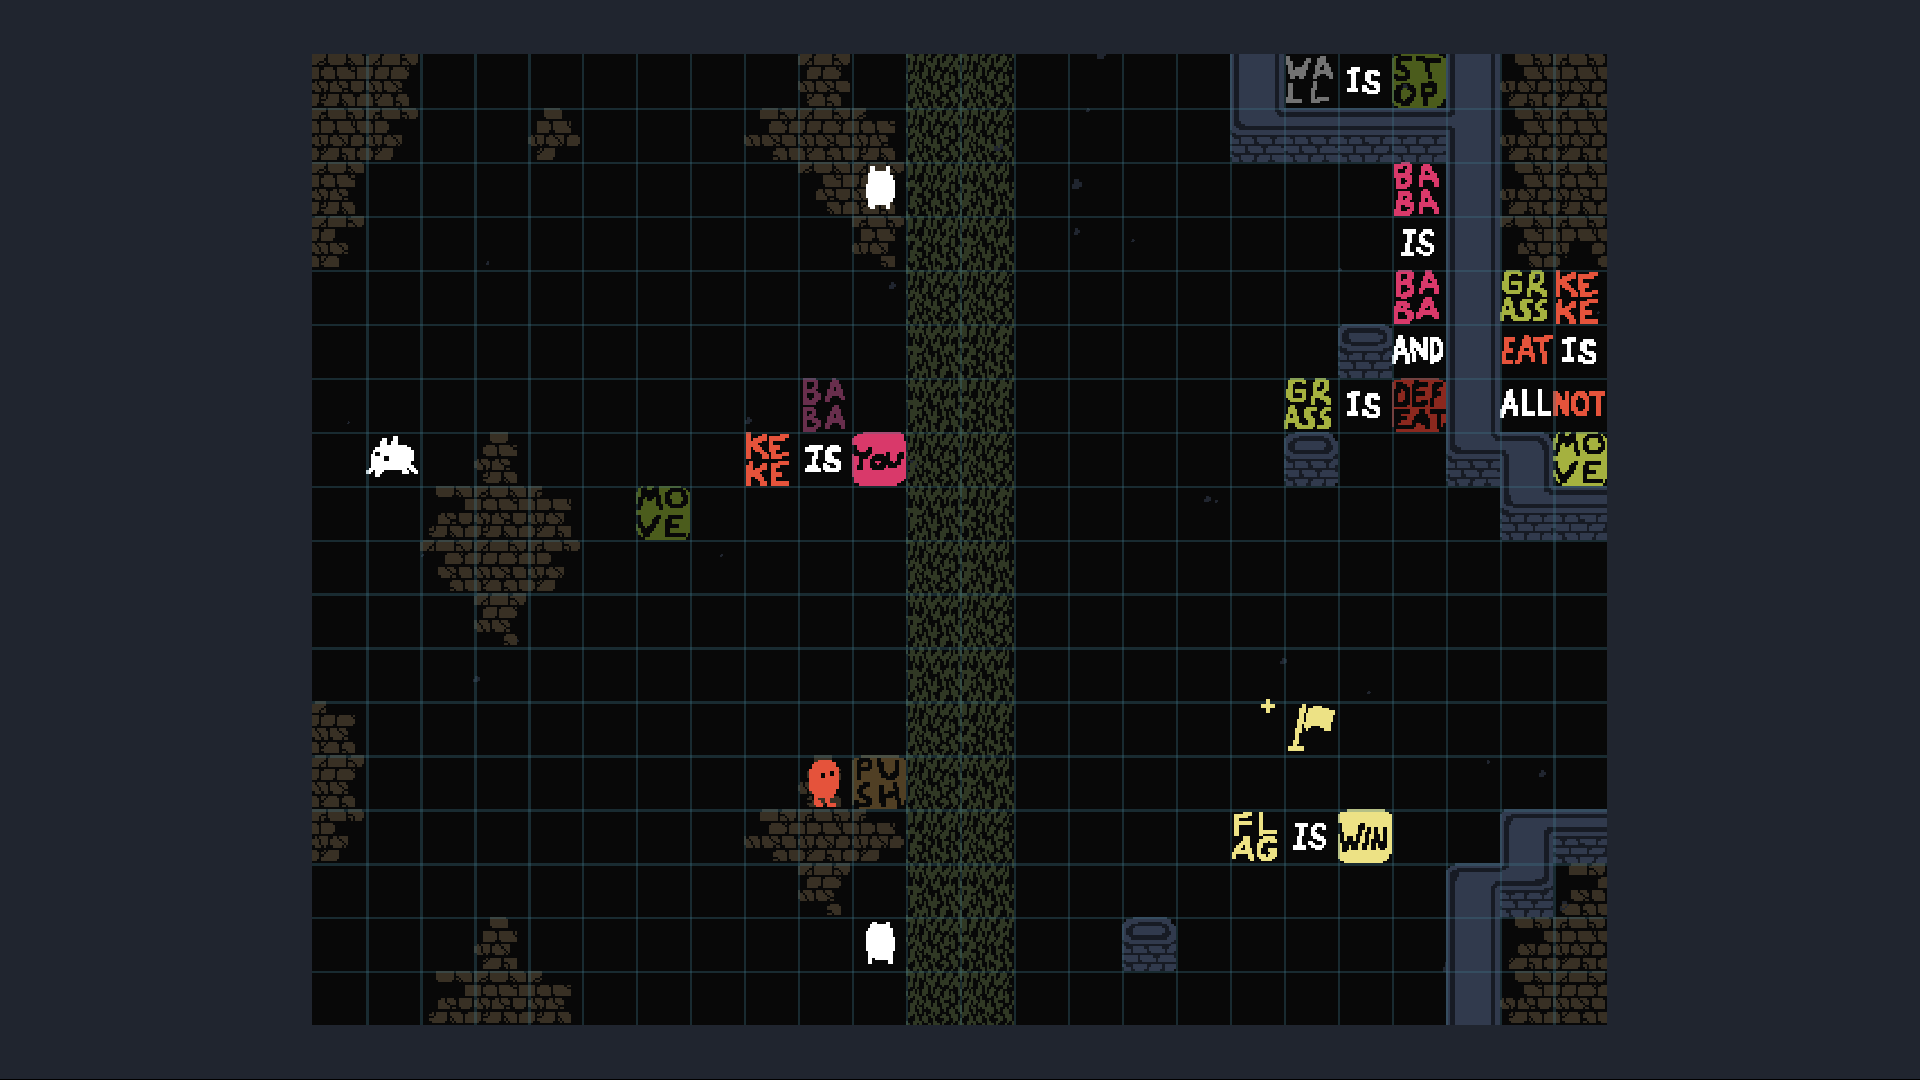 WALL IS STOP
BABA
IS
BABA GRASS KEKE
AND EAT IS
BABA GRASS IS DEFEAT ALL NOT
KEKE IS YOU MOVE
MOVE
PUSH
FLAG IS WIN